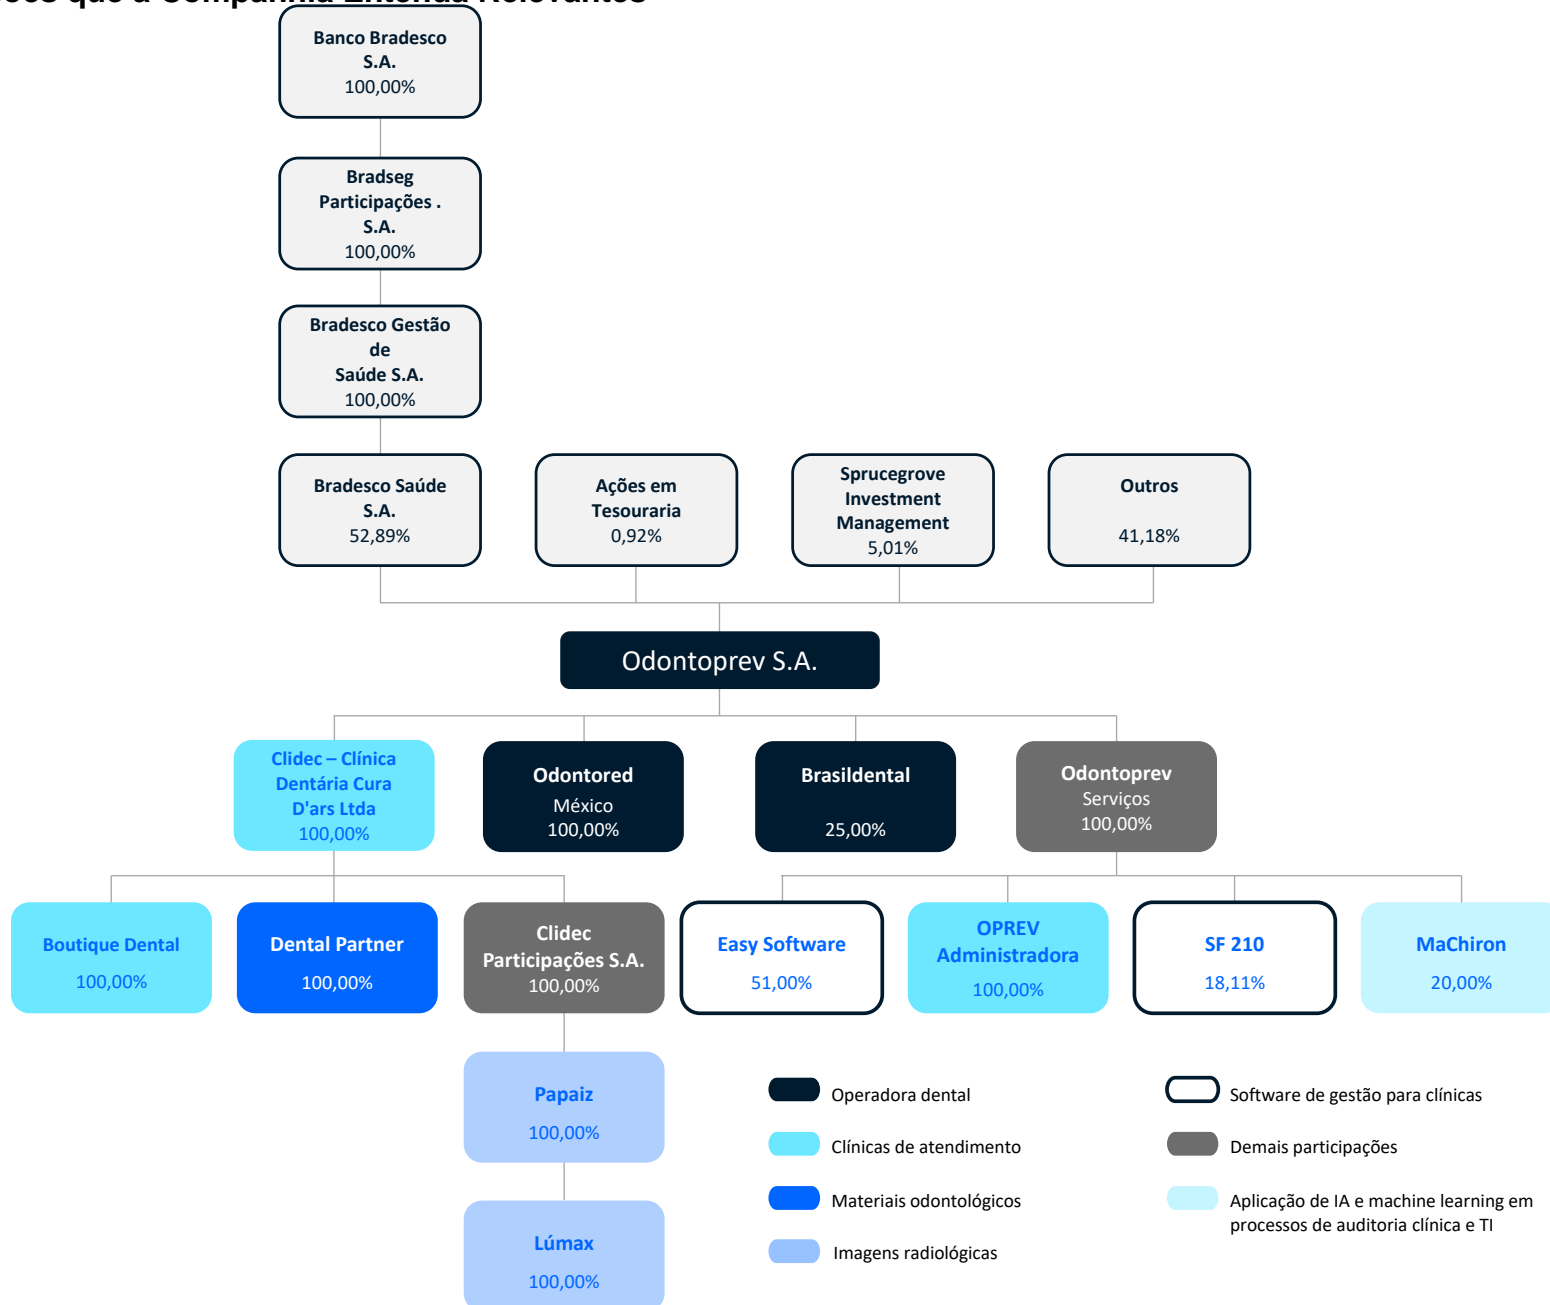 que a Companhia Entenda Relevantes
Banco Bradesco
S.A.
100,00%
Bradseg
Participações .
S.A.
100,00%
Bradesco Gestão
de
Saúde S.A.
100,00%
Bradesco Saúde
S.A.
52,89%
Ações em
Tesouraria
0,92%
Sprucegrove
Investment
Management
5,01%
Outros
41,18%
Odontoprev S.A.
Clidec – Clínica
Dentária Cura
D'ars Ltda
100,00%
Odontored
México
100,00%
Brasildental
25,00%
Odontoprev
Serviços
100,00%
Boutique Dental
100,00%
Dental Partner
100,00%
Clidec
Participações S.A.
100,00%
Easy Software
51,00%
OPREV
Administradora
100,00%
SF 210
18,11%
MaChiron
20,00%
Papaiz
100,00%
Lúmax
100,00%
Operadora dental
Clínicas de atendimento
Materiais odontológicos
Imagens radiológicas
Software de gestão para clínicas
Demais participações
Aplicação de IA e machine learning em
processos de auditoria clínica e TI